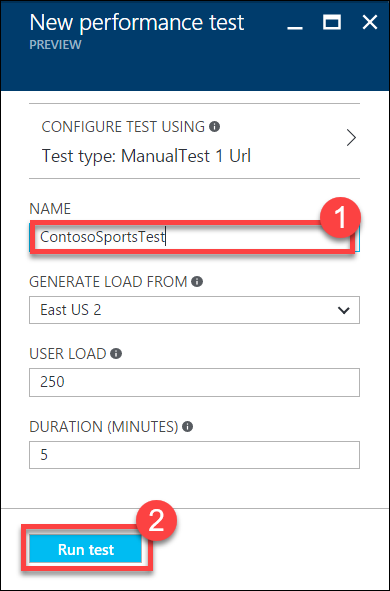 New performance test
PREVIEW
CONFIGURE TEST USING
Test type: ManualTest 1 Url
NAME
1
ContosoSportsTest
GENERATE LOAD FROM
East US 2
USER LOAD
250
DURATION (MINUTES)
5
2
Run test